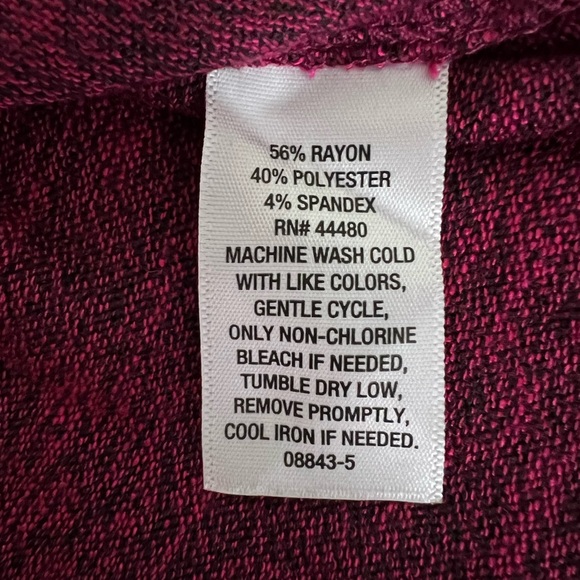 56% RAYON
40% POLYESTER
4% SPANDEX
RN# 44480
MACHINE WASH COLD
WITH LIKE COLORS,
GENTLE CYCLE,
ONLY NON-CHLORINE
BLEACH IF NEEDED,
TUMBLE DRY LOW,
REMOVE PROMPTLY,
COOL IRON IF NEEDED.
08843-5